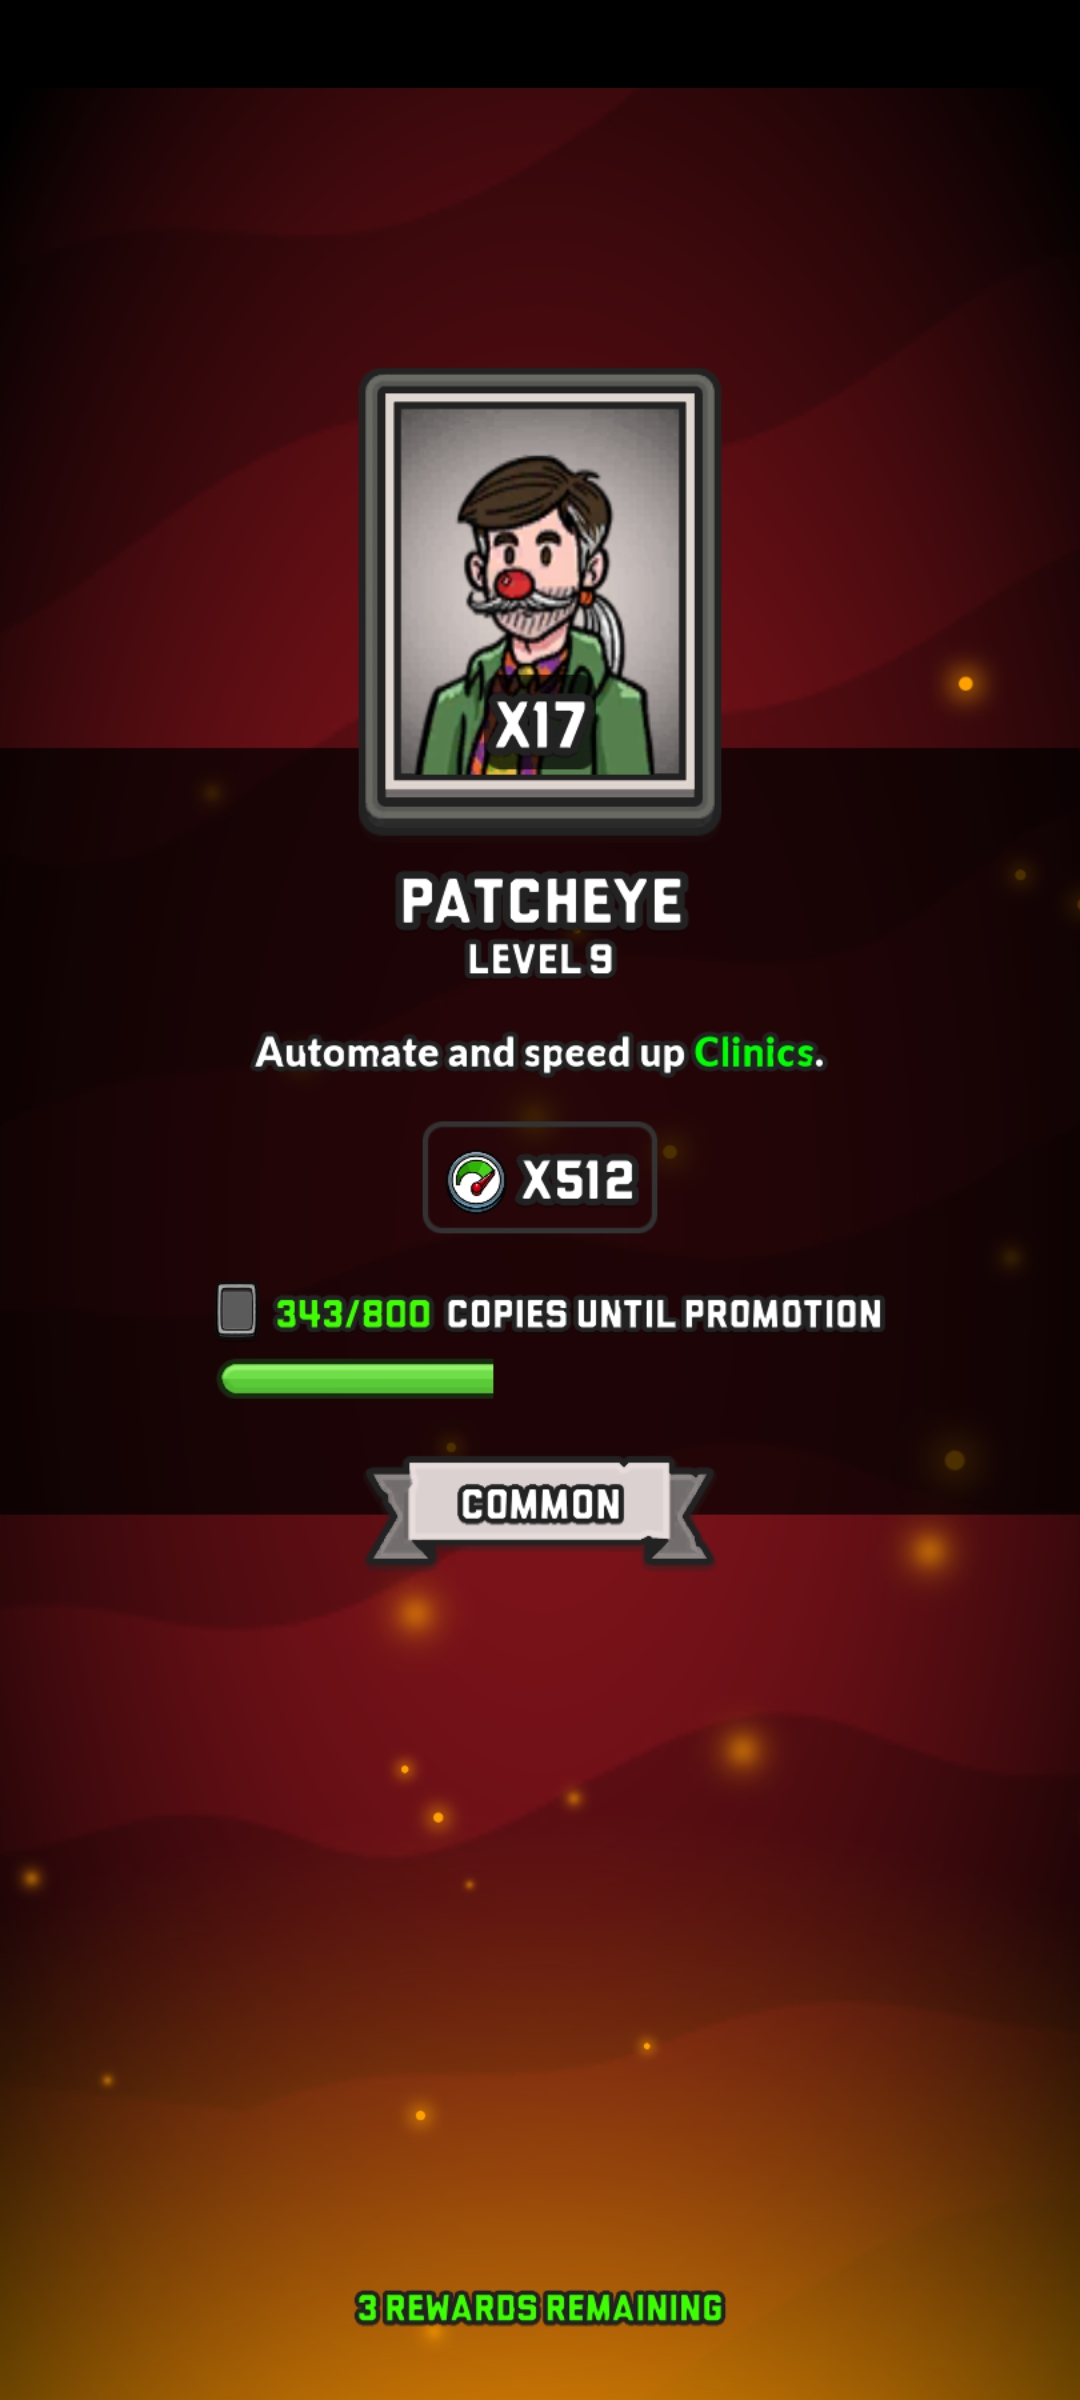 X17
PATCHEYE
LEVEL 9
Automate and speed up Clinics.
X512
343/800 COPIES UNTIL PROMOTION
COMMON
3 REWARDS REMAINING